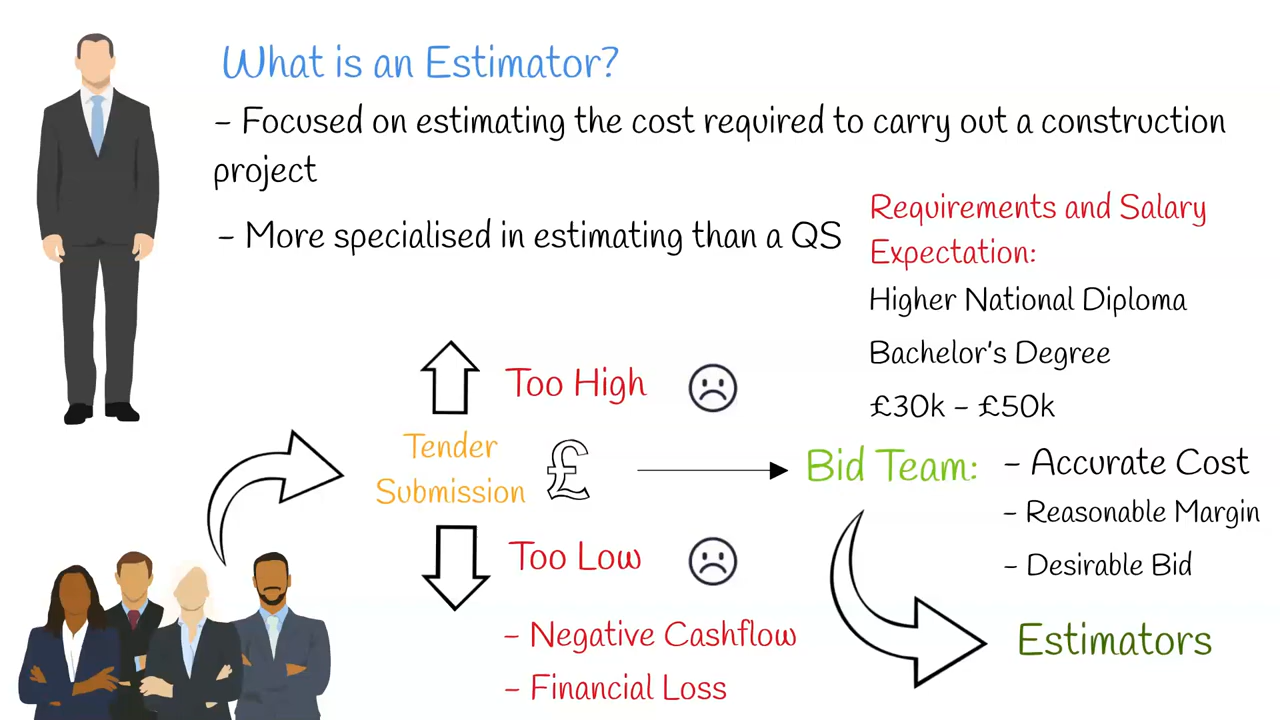 What is an Estimator?
- Focused on estimating the cost required to carry out a construction
project
- More specialised in estimating than a QS
Requirements and Salary
Expectation:
Higher National Diploma
Bachelor's Degree
£30k - £50k
Too High
Tender
Submission
£
Too Low
- Negative Cashflow
- Financial Loss
Bid Team:
- Accurate Cost
- Reasonable Margin
- Desirable Bid
Estimators